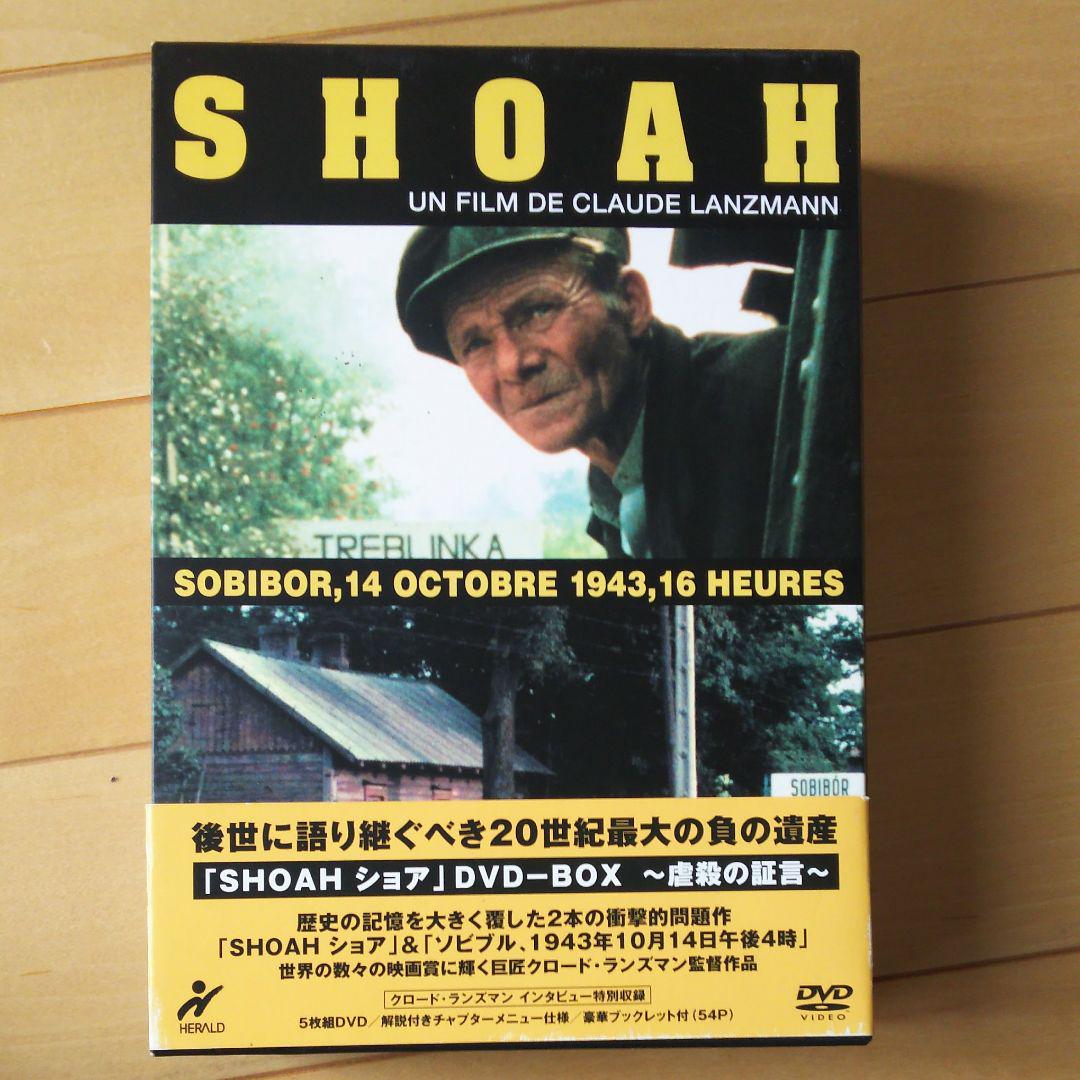 SHOAH
UN FILM DE CLAUDE LANZMANN
TREBLINKA
SOBIBOR,14 OCTOBRE 1943,16 HEURES
SOBIBÓR
後世に語り継ぐべき20世紀最大の負の遺産
「SHOAH ショア」DVD-BOX ～虐殺の証言～
歴史の記憶を大きく覆した2本の衝撃的問題作
「SHOAH ショア」&「ソビブル、1943年10月14日午後4時」
世界の数々の映画賞に輝く巨匠クロード・ランズマン監督作品
クロード・ランズマン インタビュー特別収録
5枚組DVD/解説付きチャプターメニュー仕様/豪華ブックレット付(54P)
HERALD
DVD
VIDEO